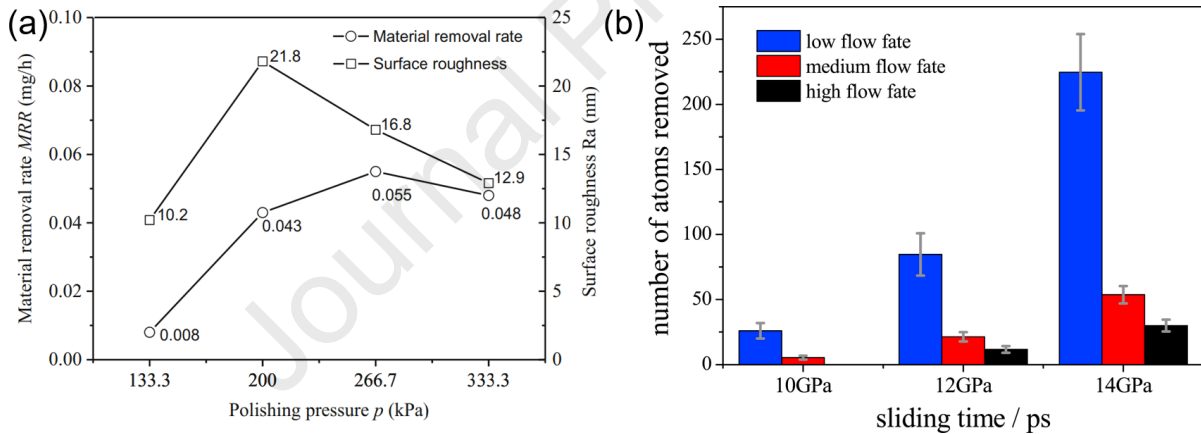 (a)
0.10
0.08
0.06
0.04
0.02
0.00
Material removal rate MRR (mg/h)
25
20
15
10
5
0
Surface roughness Ra (nm)
Material removal rate
Surface roughness
21.8
16.8
12.9
10.2
0.055
0.048
0.043
0.008
133.3
200
266.7
333.3
Polishing pressure p (kPa)
Journal Pr
(b)
250
200
150
100
50
0
number of atoms removed
low flow fate
medium flow fate
high flow fate
10GPa
12GPa
14GPa
sliding time / ps